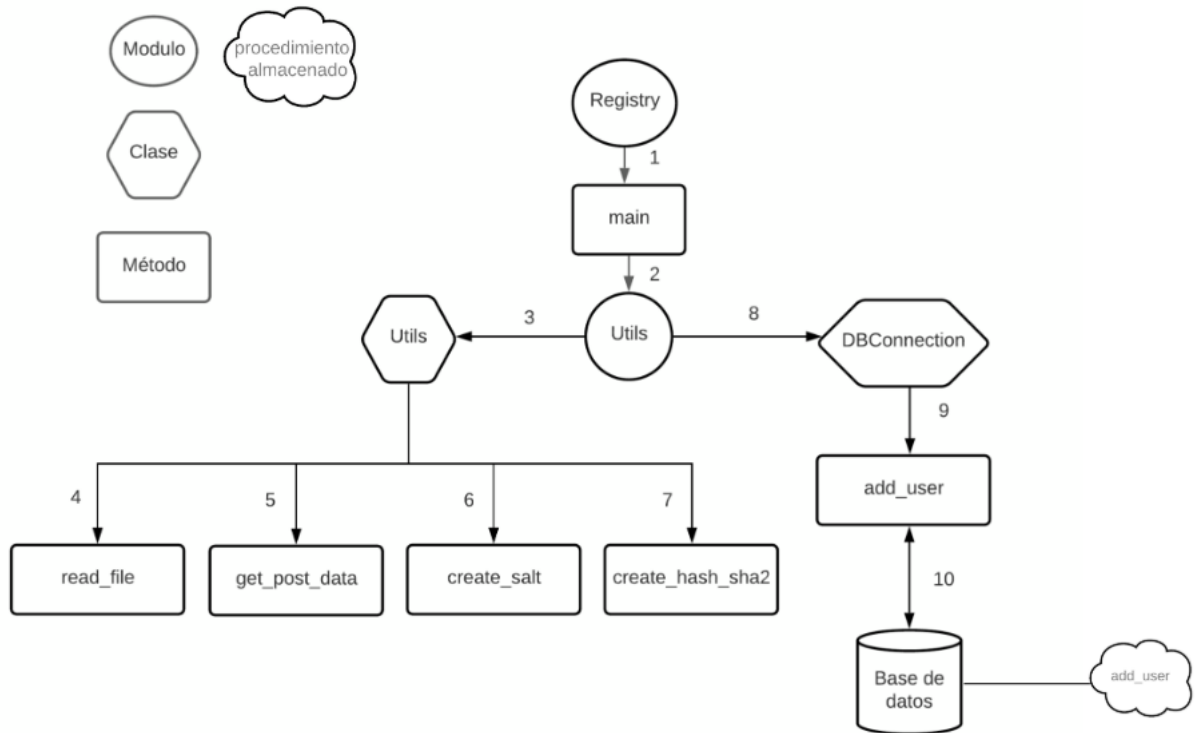 Modulo
procedimiento
almacenado
Clase
Método
Registry
1
main
2
Utils
3
Utils
8
DBConnection
9
add_user
4
5
6
7
read_file
get_post_data
create_salt
create_hash_sha2
10
Base de
datos
add_user